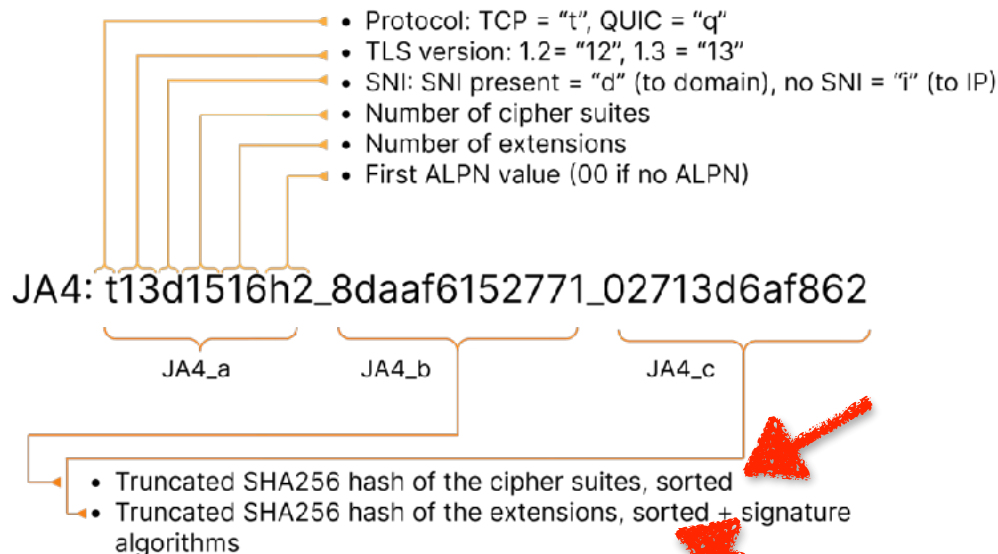 • Protocol: TCP = “t”, QUIC = “q”
• TLS version: 1.2= “12”, 1.3 = “13”
• SNI: SNI present = “d” (to domain), no SNI = “i” (to IP)
• Number of cipher suites
• Number of extensions
• First ALPN value (00 if no ALPN)
JA4: t13d1516h2_8daaf6152771_02713d6af862
JA4_a JA4_b JA4_c
• Truncated SHA256 hash of the cipher suites, sorted
• Truncated SHA256 hash of the extensions, sorted + signature
algorithms